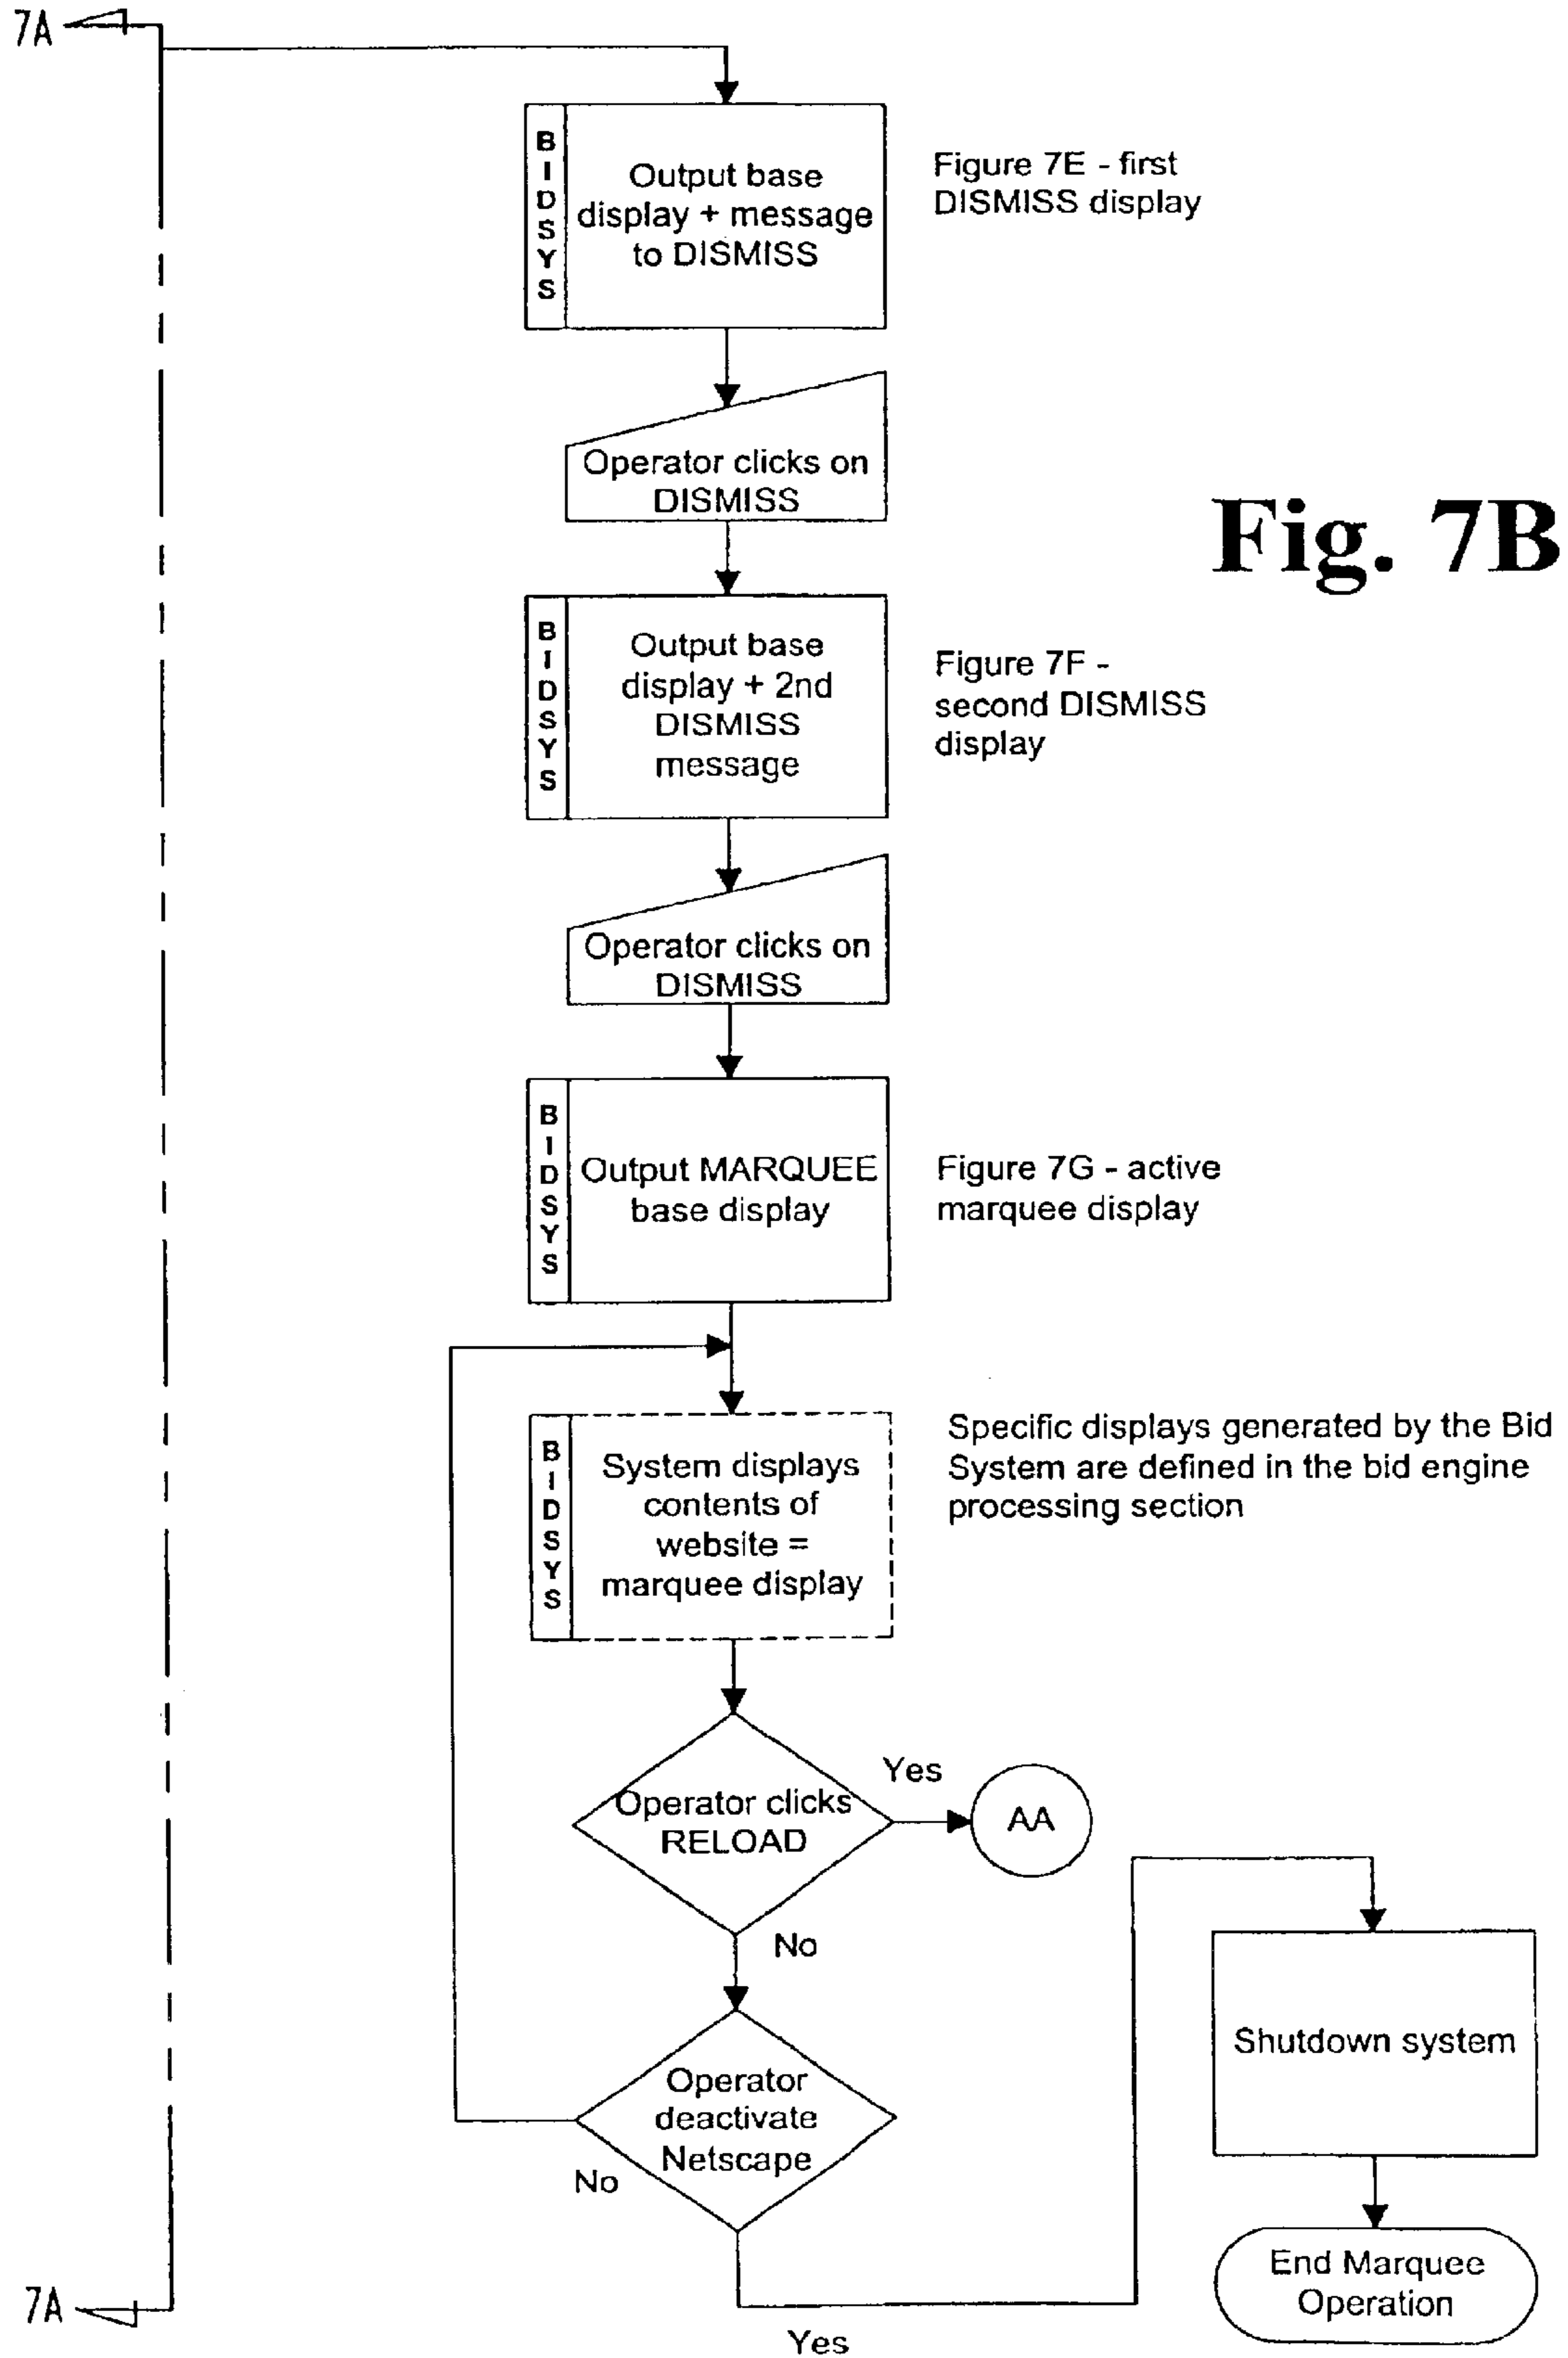 7A
BIDSYS
Output base
display + message
to DISMISS
Figure 7E - first
DISMISS display
Operator clicks on
DISMISS
Fig. 7B
BIDSYS
Output base
display + 2nd
DISMISS
message
Figure 7F -
second DISMISS
display
Operator clicks on
DISMISS
BIDSYS
Output MARQUEE
base display
Figure 7G - active
marquee display
BIDSYS
System displays
contents of
website =
marquee display
Specific displays generated by the Bid
System are defined in the bid engine
processing section
Operator clicks
RELOAD
Yes
AA
No
Operator
deactivate
Netscape
No
Yes
Shutdown system
End Marquee
Operation
7A